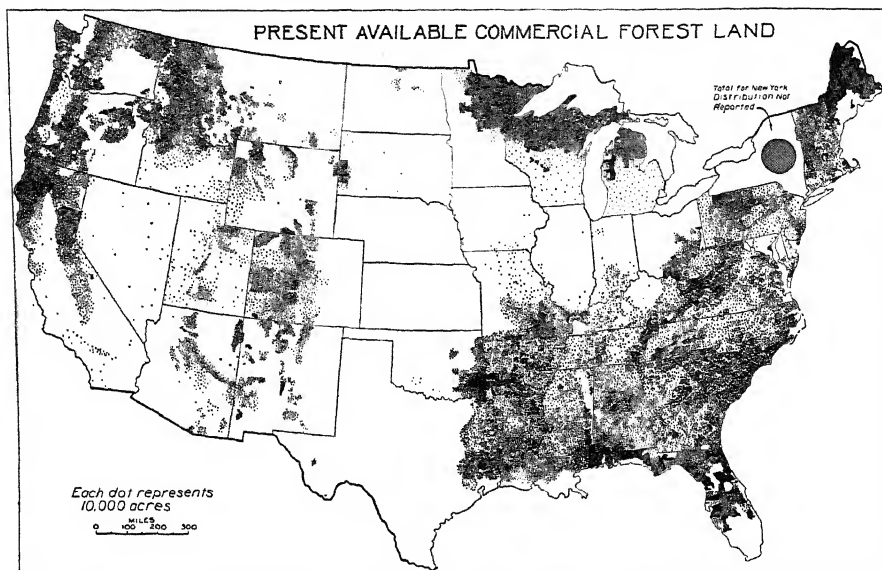 PRESENT AVAILABLE COMMERCIAL FOREST LAND
Total for New York
Distribution Not
Reported
Each dot represents
10,000 acres
MILES
0 100 200 300